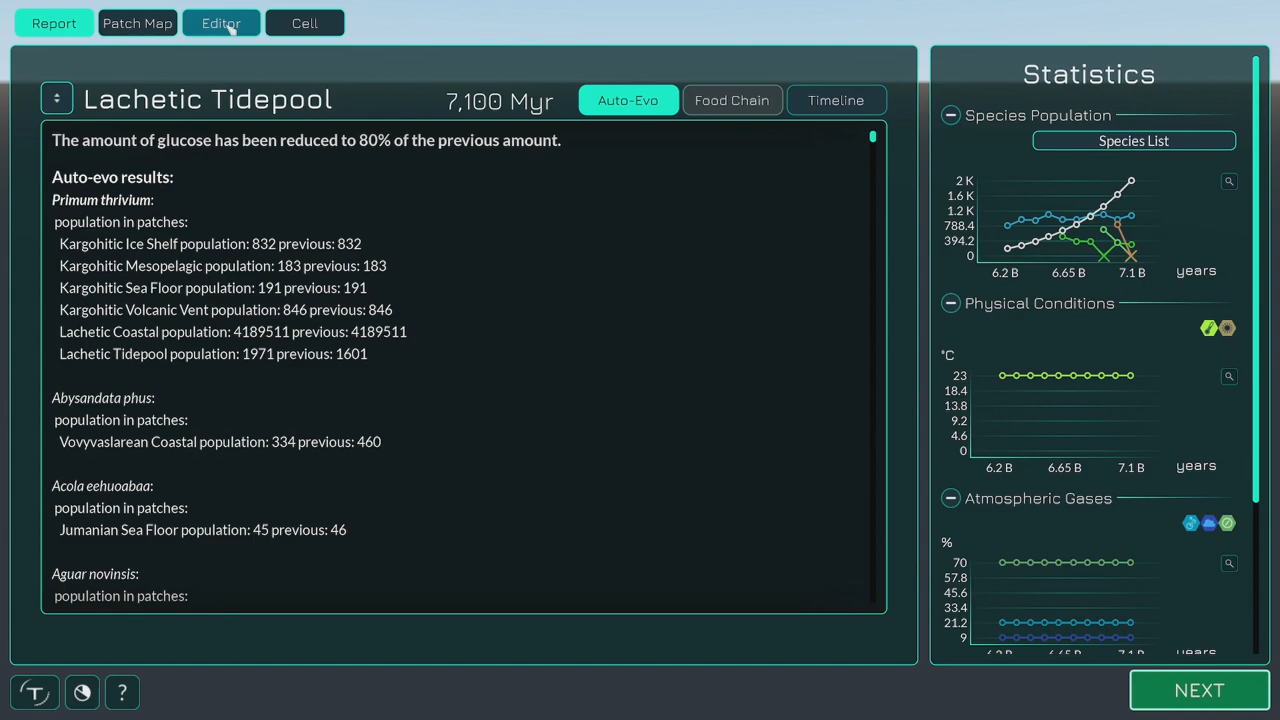 Report
Patch Map
Editor
Cell
Lachetic Tidepool
7,100 Myr
Auto-Evo
Food Chain
Timeline
The amount of glucose has been reduced to 80% of the previous amount.
Auto-evo results:
Primum thrivium:
population in patches:
Kargohitic Ice Shelf population: 832 previous: 832
Kargohitic Mesopelagic population: 183 previous: 183
Kargohitic Sea Floor population: 191 previous: 191
Kargohitic Volcanic Vent population: 846 previous: 846
Lachetic Coastal population: 4189511 previous: 4189511
Lachetic Tidepool population: 1971 previous: 1601
Abysandata phus:
population in patches:
Vovyvaslarean Coastal population: 334 previous: 460
Acola eehuoabaa:
population in patches:
Jumanian Sea Floor population: 45 previous: 46
Aguar novinsis:
population in patches:
Statistics
Species Population
Species List
2 K
1.6 K
1.2 K
788.4
394.2
0
6.2 B
6.65 B
7.1 B
years
Physical Conditions
°C
23
18.4
13.8
9.2
4.6
0
6.2 B
6.65 B
7.1 B
years
Atmospheric Gases
%
70
57.8
45.6
33.4
21.2
9
6.2 B
6.65 B
7.1 B
years
T
?
NEXT